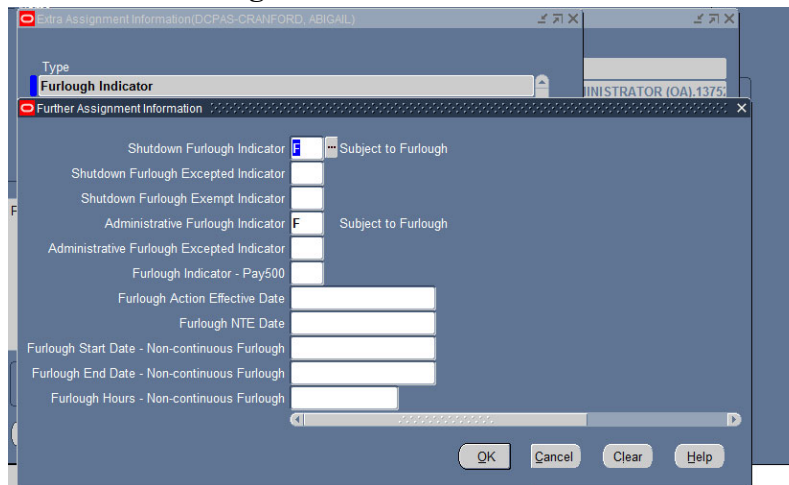 Extra Assignment Information(DCPAS-CRANFORD, ABIGAIL)
Type
Furlough Indicator
INISTRATOR (OA).1375
Further Assignment Information
Shutdown Furlough Indicator F ... Subject to Furlough
Shutdown Furlough Excepted Indicator
Shutdown Furlough Exempt Indicator
Administrative Furlough Indicator F Subject to Furlough
Administrative Furlough Excepted Indicator
Furlough Indicator - Pay500
Furlough Action Effective Date
Furlough NTE Date
Furlough Start Date - Non-continuous Furlough
Furlough End Date - Non-continuous Furlough
Furlough Hours - Non-continuous Furlough
OK Cancel Clear Help